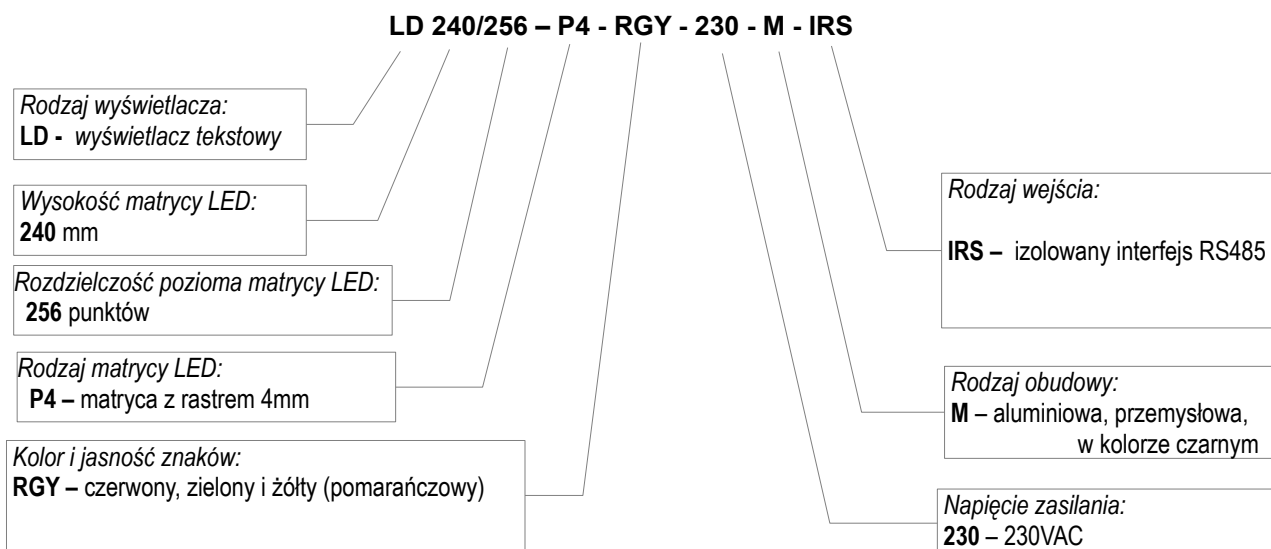 LD 240/256 – P4 - RGY - 230 - M - IRS
Rodzaj wyświetlacza:
LD - wyświetlacz tekstowy
Wysokość matrycy LED:
240 mm
Rozdzielczość pozioma matrycy LED:
256 punktów
Rodzaj matrycy LED:
P4 – matryca z rastrem 4mm
Kolor i jasność znaków:
RGY – czerwony, zielony i żółty (pomarańczowy)
Rodzaj wejścia:
IRS – izolowany interfejs RS485
Rodzaj obudowy:
M – aluminiowa, przemysłowa,
w kolorze czarnym
Napięcie zasilania:
230 – 230VAC